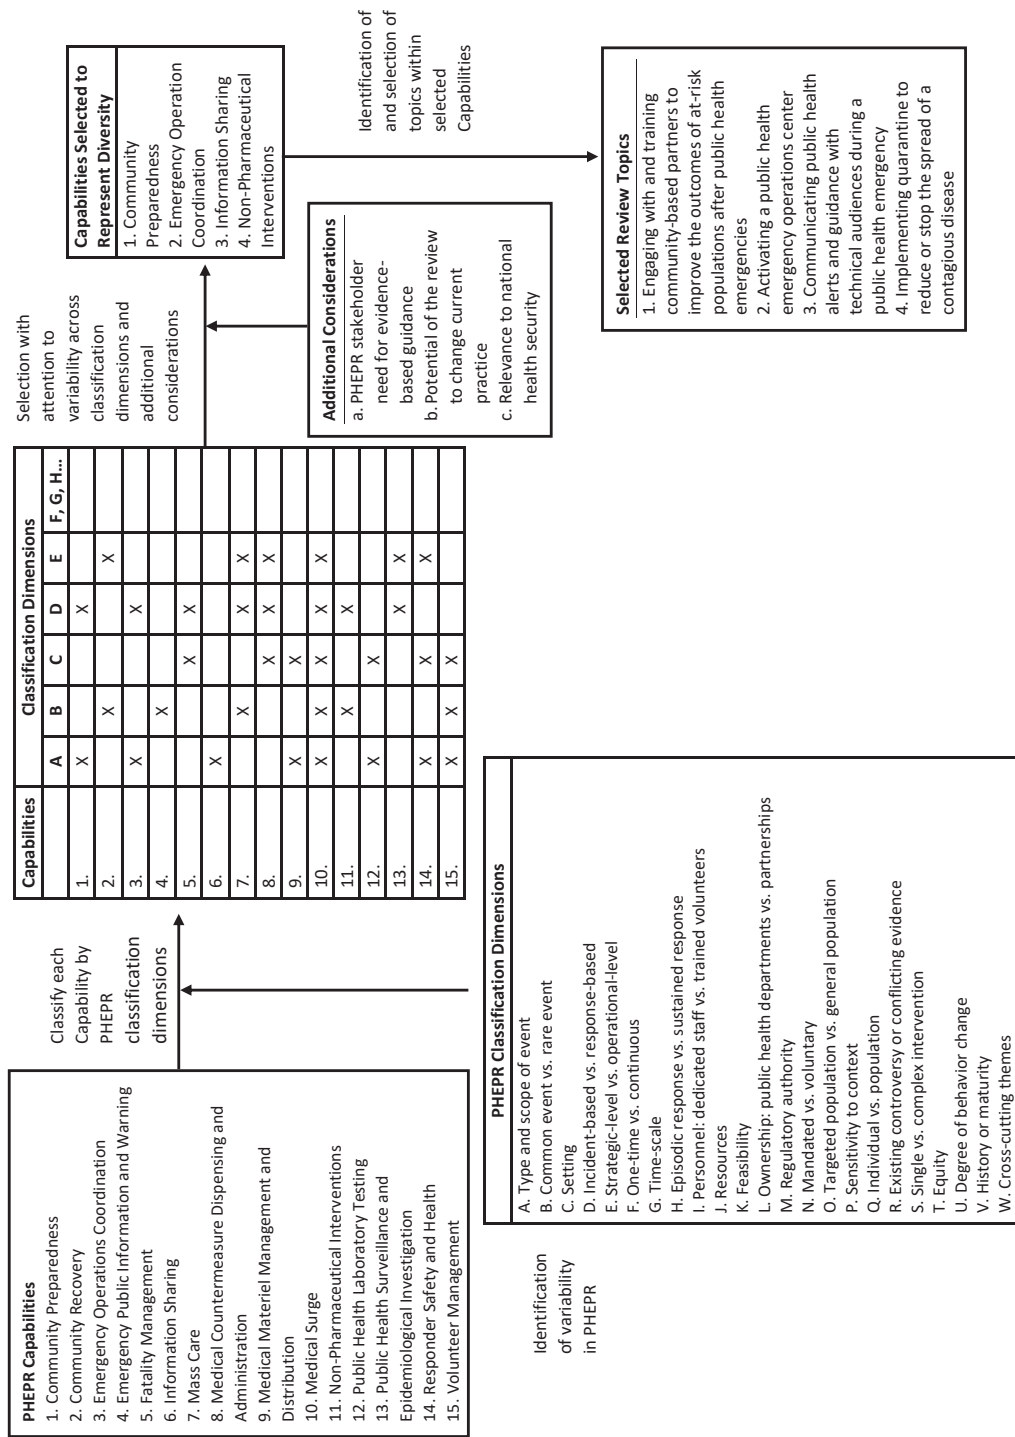 PHEPR Capabilities
1. Community Preparedness
2. Community Recovery
3. Emergency Operations Coordination
4. Emergency Public Information and Warning
5. Fatality Management
6. Information Sharing
7. Mass Care
8. Medical Countermeasure Dispensing and
Administration
9. Medical Materiel Management and
Distribution
10. Medical Surge
11. Non-Pharmaceutical Interventions
12. Public Health Laboratory Testing
13. Public Health Surveillance and
Epidemiological Investigation
14. Responder Safety and Health
15. Volunteer Management
Classify each
Capability by
PHEPR
classification
dimensions
Identification
of variability
in PHEPR
PHEPR Classification Dimensions
A. Type and scope of event
B. Common event vs. rare event
C. Setting
D. Incident-based vs. response-based
E. Strategic-level vs. operational-level
F. One-time vs. continuous
G. Time-scale
H. Episodic response vs. sustained response
I. Personnel: dedicated staff vs. trained volunteers
J. Resources
K. Feasibility
L. Ownership: public health departments vs. partnerships
M. Regulatory authority
N. Mandated vs. voluntary
O. Targeted population vs. general population
P. Sensitivity to context
Q. Individual vs. population
R. Existing controversy or conflicting evidence
S. Single vs. complex intervention
T. Equity
U. Degree of behavior change
V. History or maturity
W. Cross-cutting themes
Capabilities Classification Dimensions
A B C D E F, G, H...
1. X X
2. X X
3. X X
4. X
5. X X
6. X
7. X X X
8. X X X
9. X X
10. X X X X X
11. X X
12. X X
13. X X
14. X X X
15. X X X
Selection with
attention to
variability across
classification
dimensions and
additional
considerations
Additional Considerations
a. PHEPR stakeholder
need for evidence-
based guidance
b. Potential of the review
to change current
practice
c. Relevance to national
health security
Capablities Selected to
Represent Diversity
1. Community
Preparedness
2. Emergency Operation
Coordination
3. Information Sharing
4. Non-Pharmaceutical
Interventions
Identification of
and selection of
topics within
selected
Capabilities
Selected Review Topics
1. Engaging with and training
community-based partners to
improve the outcomes of at-risk
populations after public health
emergencies
2. Activating a public health
emergency operations center
3. Communicating public health
alerts and guidance with
technical audiences during a
public health emergency
4. Implementing quarantine to
reduce or stop the spread of a
contagious disease